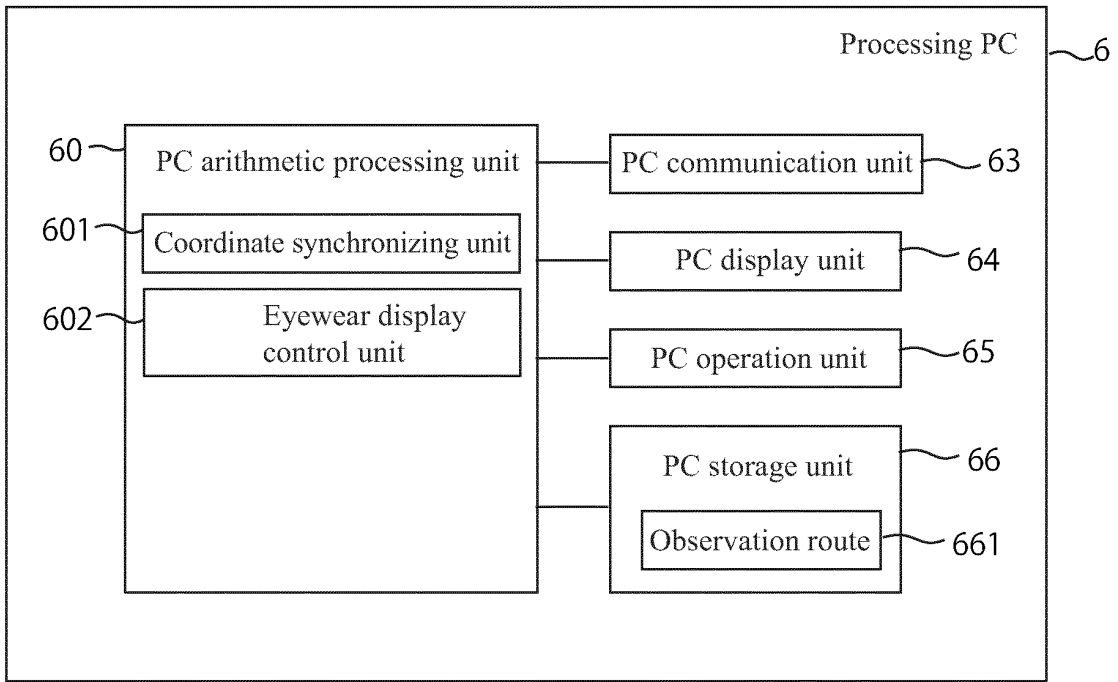 Processing PC
6
60
PC arithmetic processing unit
601
Coordinate synchronizing unit
602
Eyewear display
control unit
PC communication unit
63
PC display unit
64
PC operation unit
65
PC storage unit
66
Observation route
661